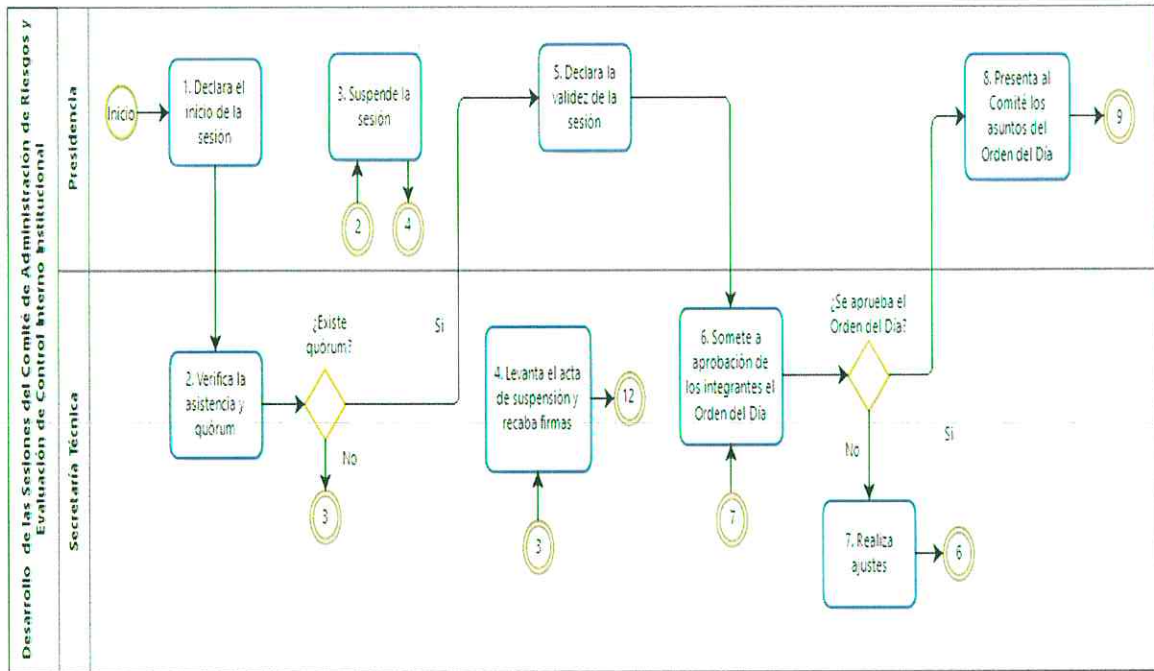 Desarrollo de las Sesiones del Comité de Administración de Riesgos y
Evaluación de Control Interno Institucional
Presidencia
Inicio
1. Declara el
inicio de la
sesión
3. Suspende la
sesión
2
4
5. Declara la
validez de la
sesión
8. Presenta al
Comité los
asuntos del
Orden del Día
9
Secretaría Técnica
2. Verifica la
asistencia y
quórum
¿Existe
quórum?
Si
No
3
4. Levanta el acta
de suspensión y
recaba firmas
12
3
6. Somete a
aprobación de
los integrantes el
Orden del Día
7
¿Se aprueba el
Orden del Día?
Si
No
7. Realiza
ajustes
6